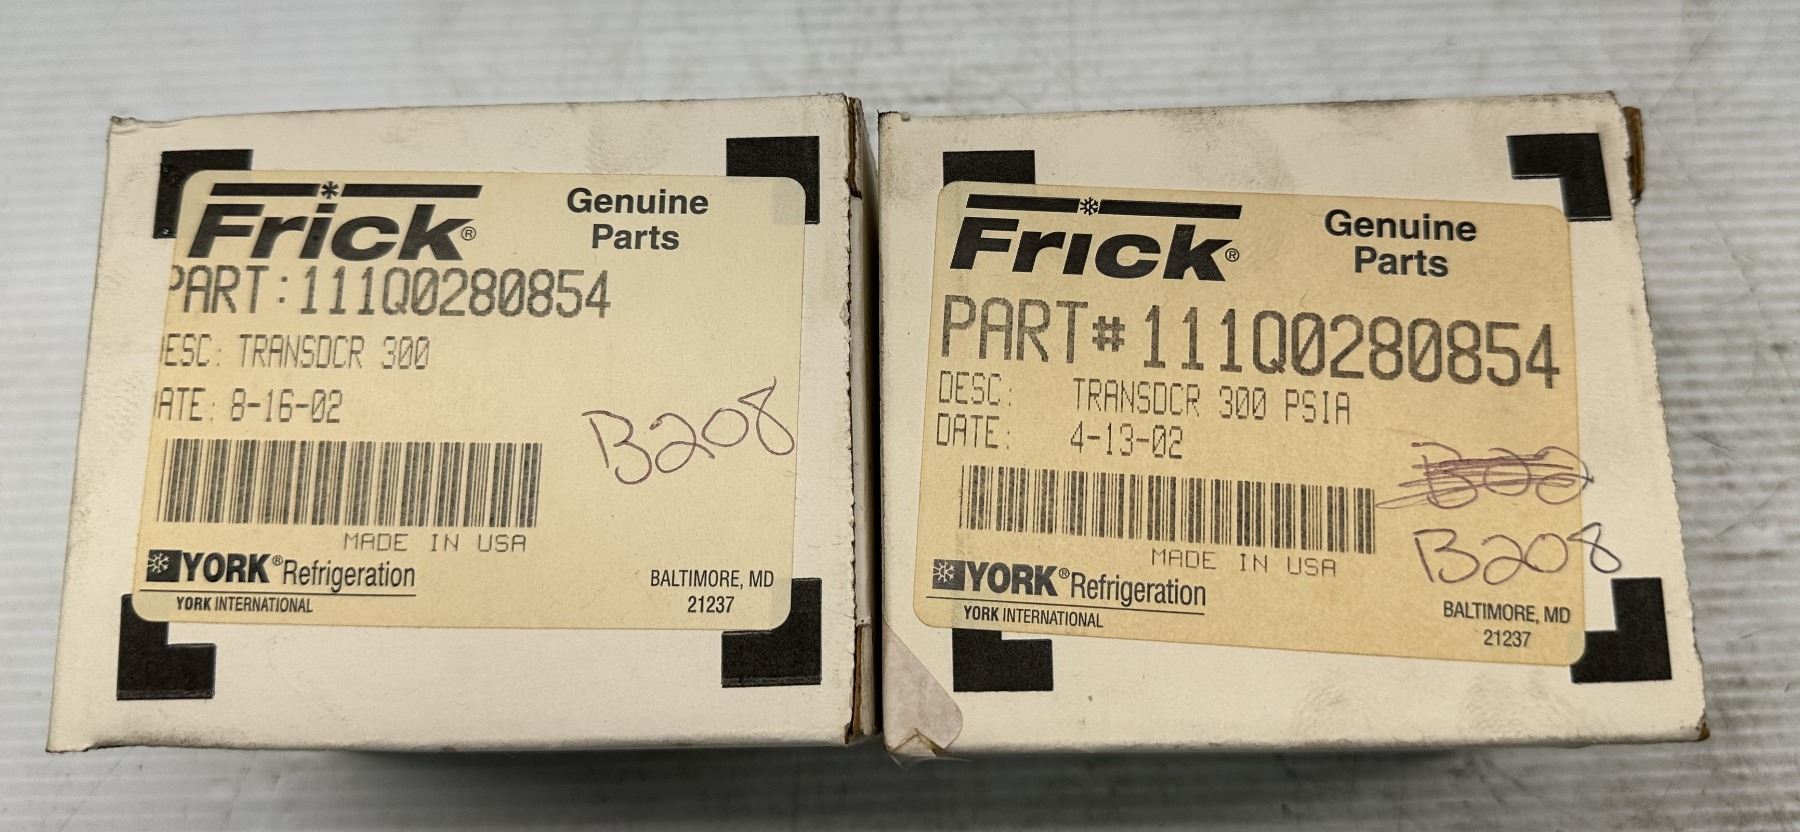 Frick®
Genuine
Parts
PART: 111Q0280854
ESC: TRANSDCR 300
ATE: 8-16-02
B208
MADE IN USA
YORK® Refrigeration
YORK INTERNATIONAL
BALTIMORE, MD
21237
Frick®
Genuine
Parts
PART# 111Q0280854
DESC: TRANSDCR 300 PSIA
DATE: 4-13-02
B208
MADE IN USA
YORK® Refrigeration
YORK INTERNATIONAL
BALTIMORE, MD
21237